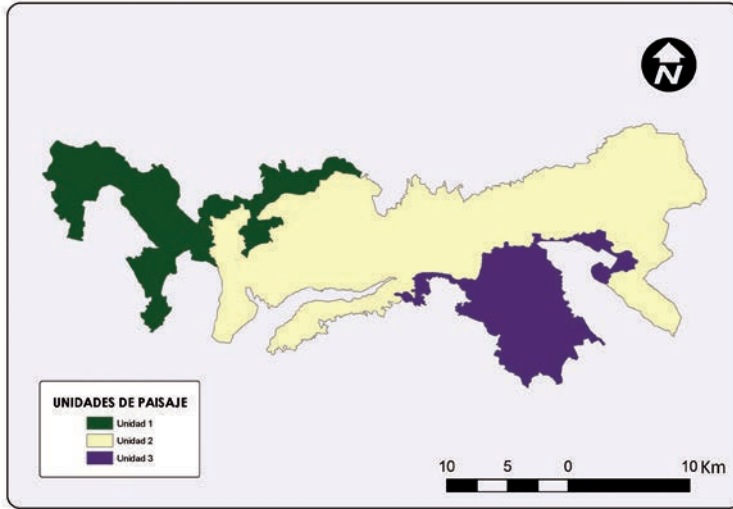 N
UNIDADES DE PAISAJE
Unidad 1
Unidad 2
Unidad 3
10 5 0 10 Km